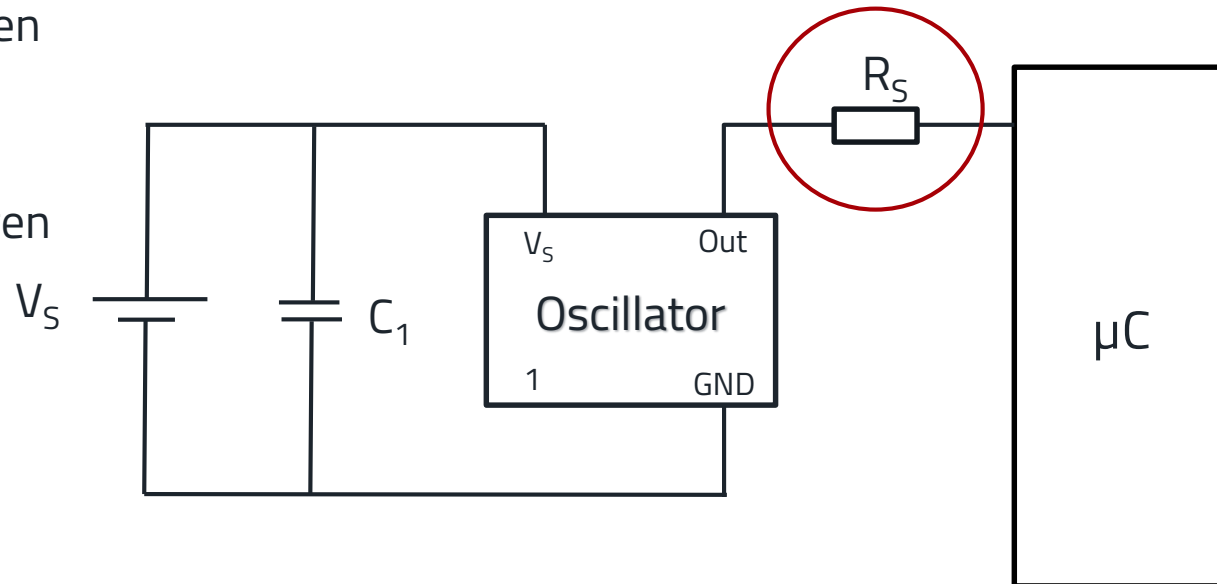 en
R_S
en
V_S
Out
V_S
C_1
Oscillator
µC
1
GND